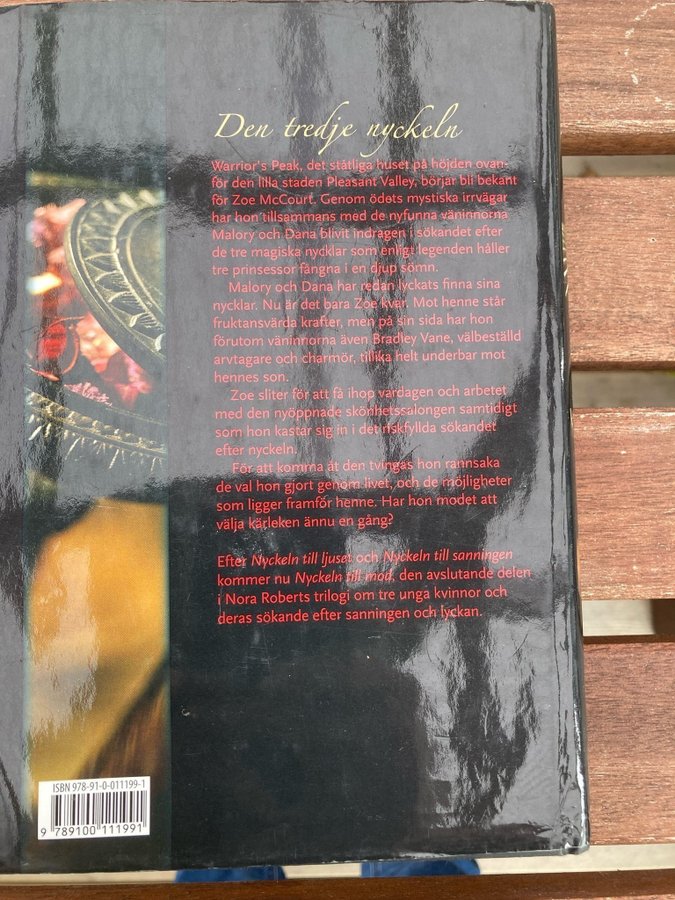 Den tredje nyckeln
Warrior's Peak, det ståtliga huset på höjden ovan-
för den lilla staden Pleasant Valley, börjar bli bekant
för Zoe McCourt. Genom ödets mystiska irrvägar
har hon tillsammans med de nyfunna väninnorna
Malory och Dana blivit indragen i sökandet efter
de tre magiska nycklar som enligt legenden håller
tre prinsessor fångna i en djup sömn.
Malory och Dana har redan lyckats finna sina
nycklar. Nu är det bara Zoe kvar. Mot henne står
fruktansvärda krafter, men på sin sida har hon
förutom väninnorna även Bradley Vane, välbeställd
arvtagare och charmör, tillika helt underbar mot
hennes son.
Zoe sliter för att få ihop vardagen och arbetet
med den nyöppnade skönhetssalongen samtidigt
som hon kastar sig in i det riskfyllda sökandet
efter nyckeln.
För att komma åt den tvingas hon rannsaka
de val hon gjort genom livet, och de möjligheter
som ligger framför henne. Har hon modet att
välja kärleken ännu en gång?
Efter Nyckeln till ljuset och Nyckeln till sanningen
kommer nu Nyckeln till mod, den avslutande delen
i Nora Roberts trilogi om tre unga kvinnor och
deras sökande efter sanningen och lyckan.
ISBN 978-91-0-011199-1
9 789100 111991